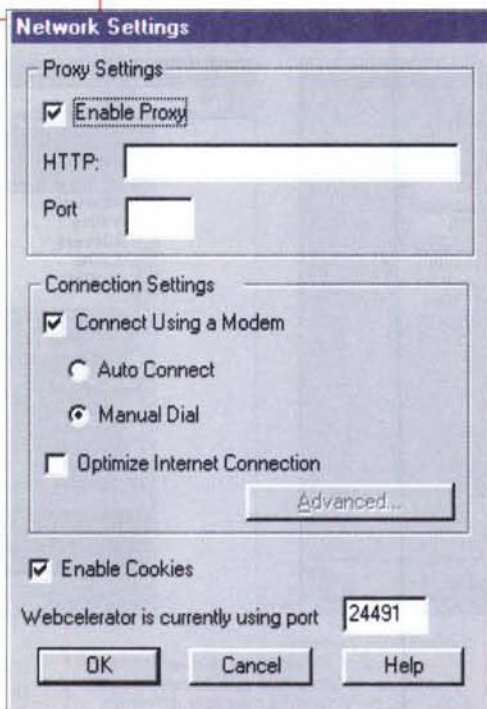 Network Settings
Proxy Settings
Enable Proxy
HTTP:
Port
Connection Settings
Connect Using a Modem
Auto Connect
Manual Dial
Optimize Internet Connection
Advanced...
Enable Cookies
Webcelerator is currently using port 24491
OK Cancel Help